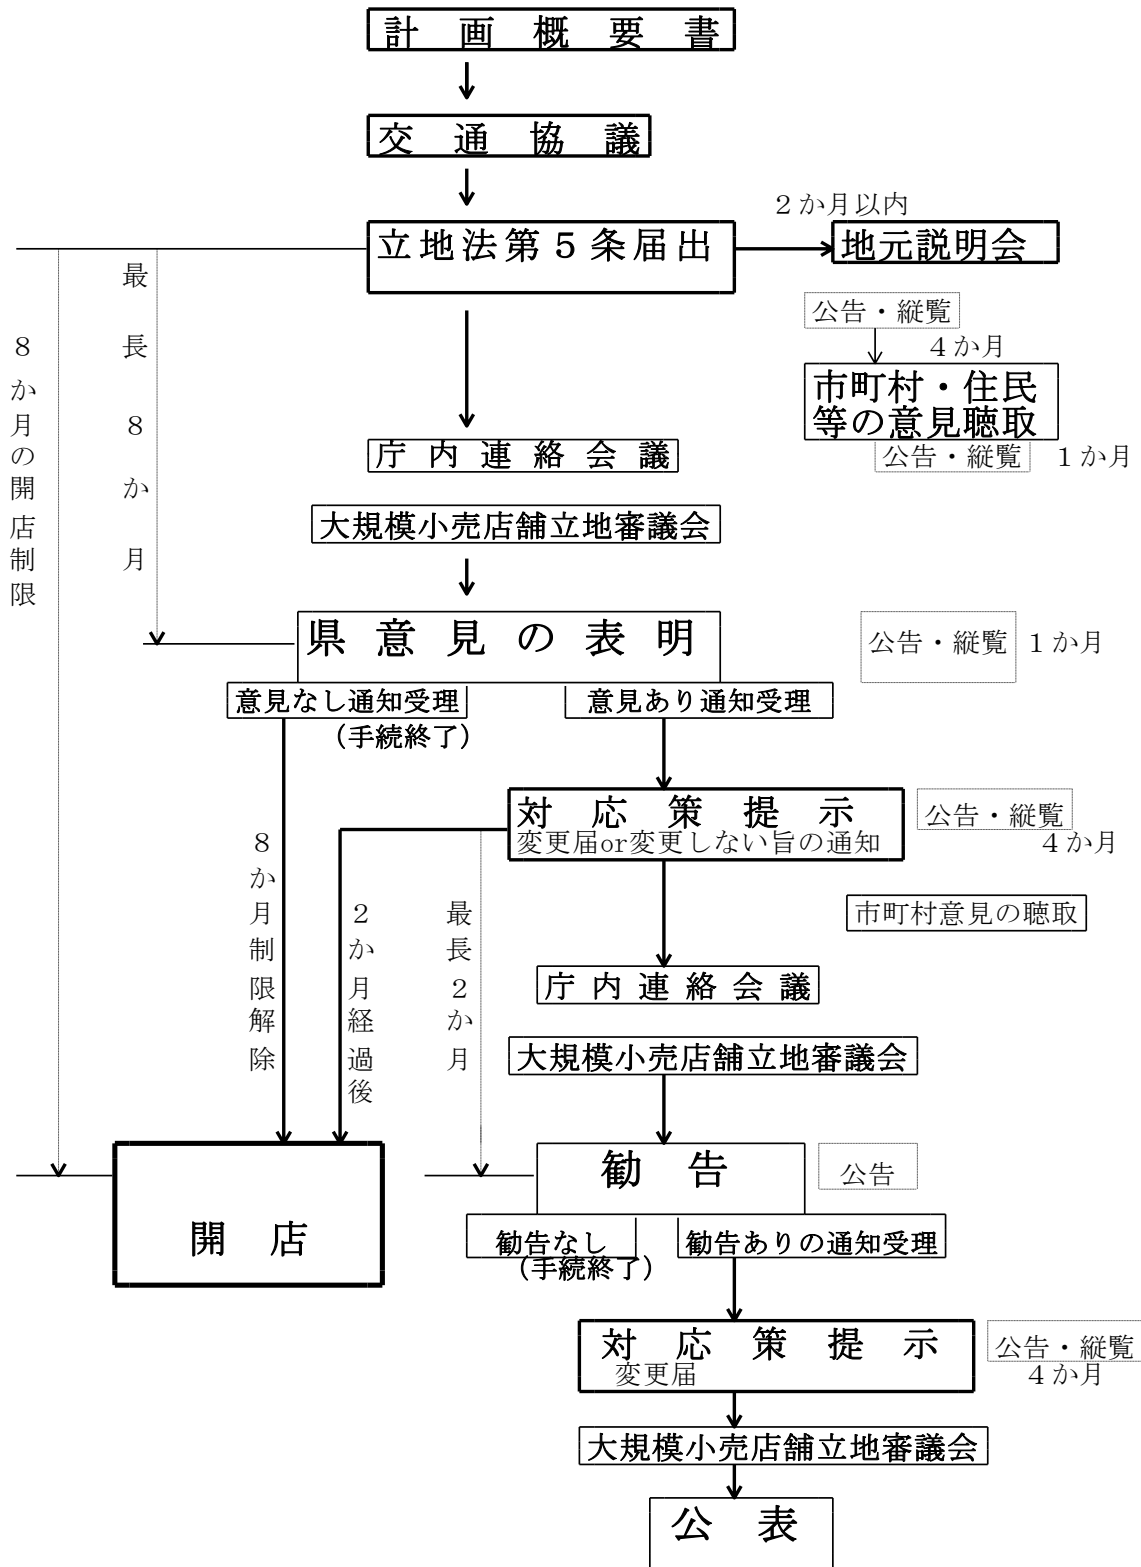 計画概要書
交通協議
２か月以内
立地法第５条届出
地元説明会
公告・縦覧
４か月
市町村・住民
等の意見聴取
公告・縦覧
１か月
最長８か月
８か月の開店制限
庁内連絡会議
大規模小売店舗立地審議会
県意見の表明
公告・縦覧
１か月
意見なし通知受理
(手続終了)
意見あり通知受理
対応策提示
変更届or変更しない旨の通知
公告・縦覧
４か月
８か月制限解除
２か月経過後
最長２か月
市町村意見の聴取
庁内連絡会議
大規模小売店舗立地審議会
開店
勧告
公告
勧告なし
(手続終了)
勧告ありの通知受理
対応策提示
変更届
公告・縦覧
４か月
大規模小売店舗立地審議会
公表